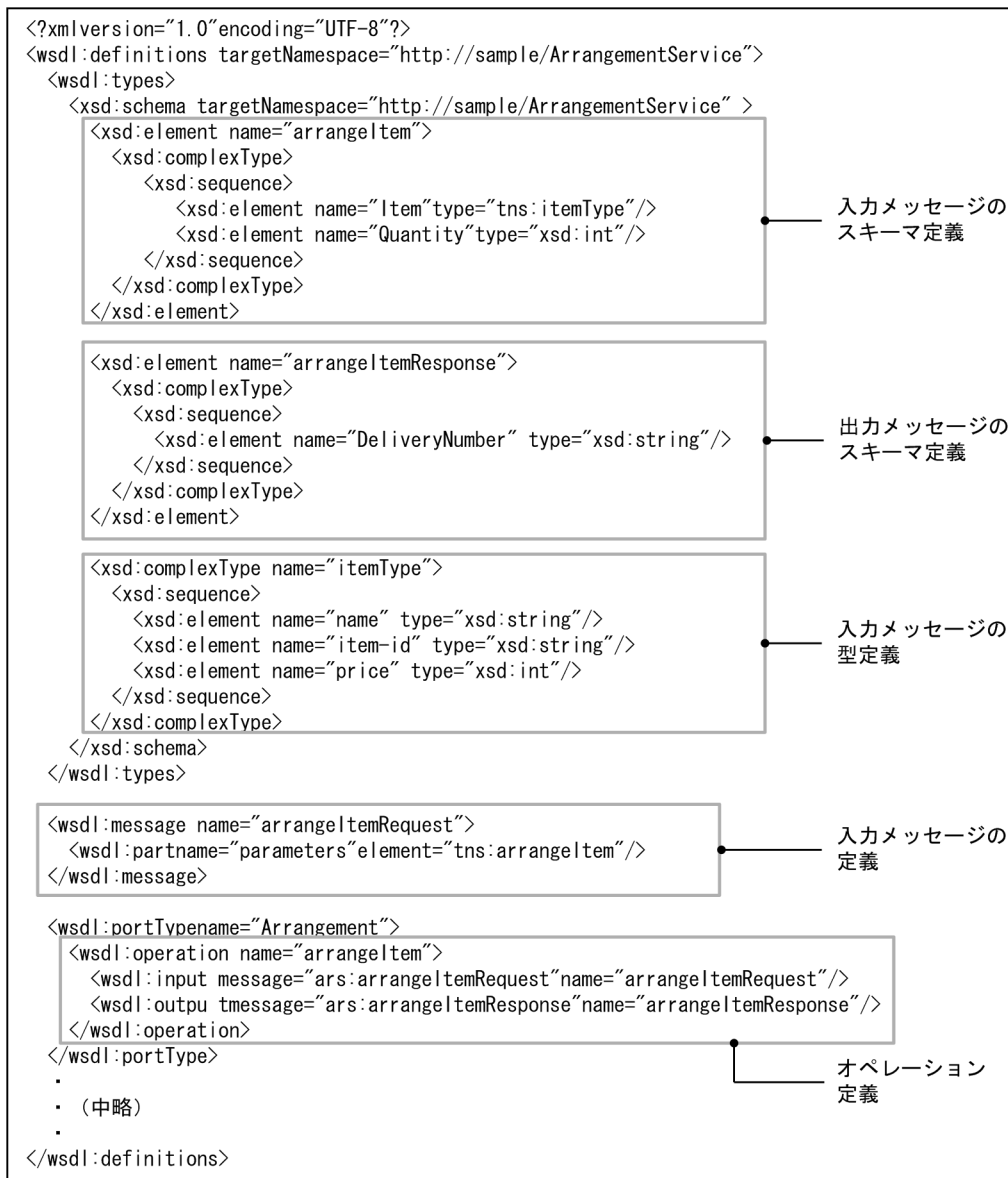 <?xmlversion="1.0"encoding="UTF-8"?>
<wsdl:definitions targetNamespace="http://sample/ArrangementService">
<wsdl:types>
<xsd:schema targetNamespace="http://sample/ArrangementService" >
<xsd:element name="arrangeItem">
<xsd:complexType>
<xsd:sequence>
<xsd:element name="Item"type="tns:itemType"/>
<xsd:element name="Quantity"type="xsd:int"/>
</xsd:sequence>
</xsd:complexType>
</xsd:element>
入力メッセージの
スキーマ定義
<xsd:element name="arrangeItemResponse">
<xsd:complexType>
<xsd:sequence>
<xsd:element name="DeliveryNumber" type="xsd:string"/>
</xsd:sequence>
</xsd:complexType>
</xsd:element>
出力メッセージの
スキーマ定義
<xsd:complexType name="itemType">
<xsd:sequence>
<xsd:element name="name" type="xsd:string"/>
<xsd:element name="item-id" type="xsd:string"/>
<xsd:element name="price" type="xsd:int"/>
</xsd:sequence>
</xsd:complexType>
入力メッセージの
型定義
</xsd:schema>
</wsdl:types>
<wsdl:message name="arrangeItemRequest">
<wsdl:partname="parameters"element="tns:arrangeItem"/>
</wsdl:message>
入力メッセージの
定義
<wsdl:portTypename="Arrangement">
<wsdl:operation name="arrangeItem">
<wsdl:input message="ars:arrangeItemRequest"name="arrangeItemRequest"/>
<wsdl:outpu tmessage="ars:arrangeItemResponse"name="arrangeItemResponse"/>
</wsdl:operation>
</wsdl:portType>
オペレーション
定義
・
・（中略）
・
</wsdl:definitions>